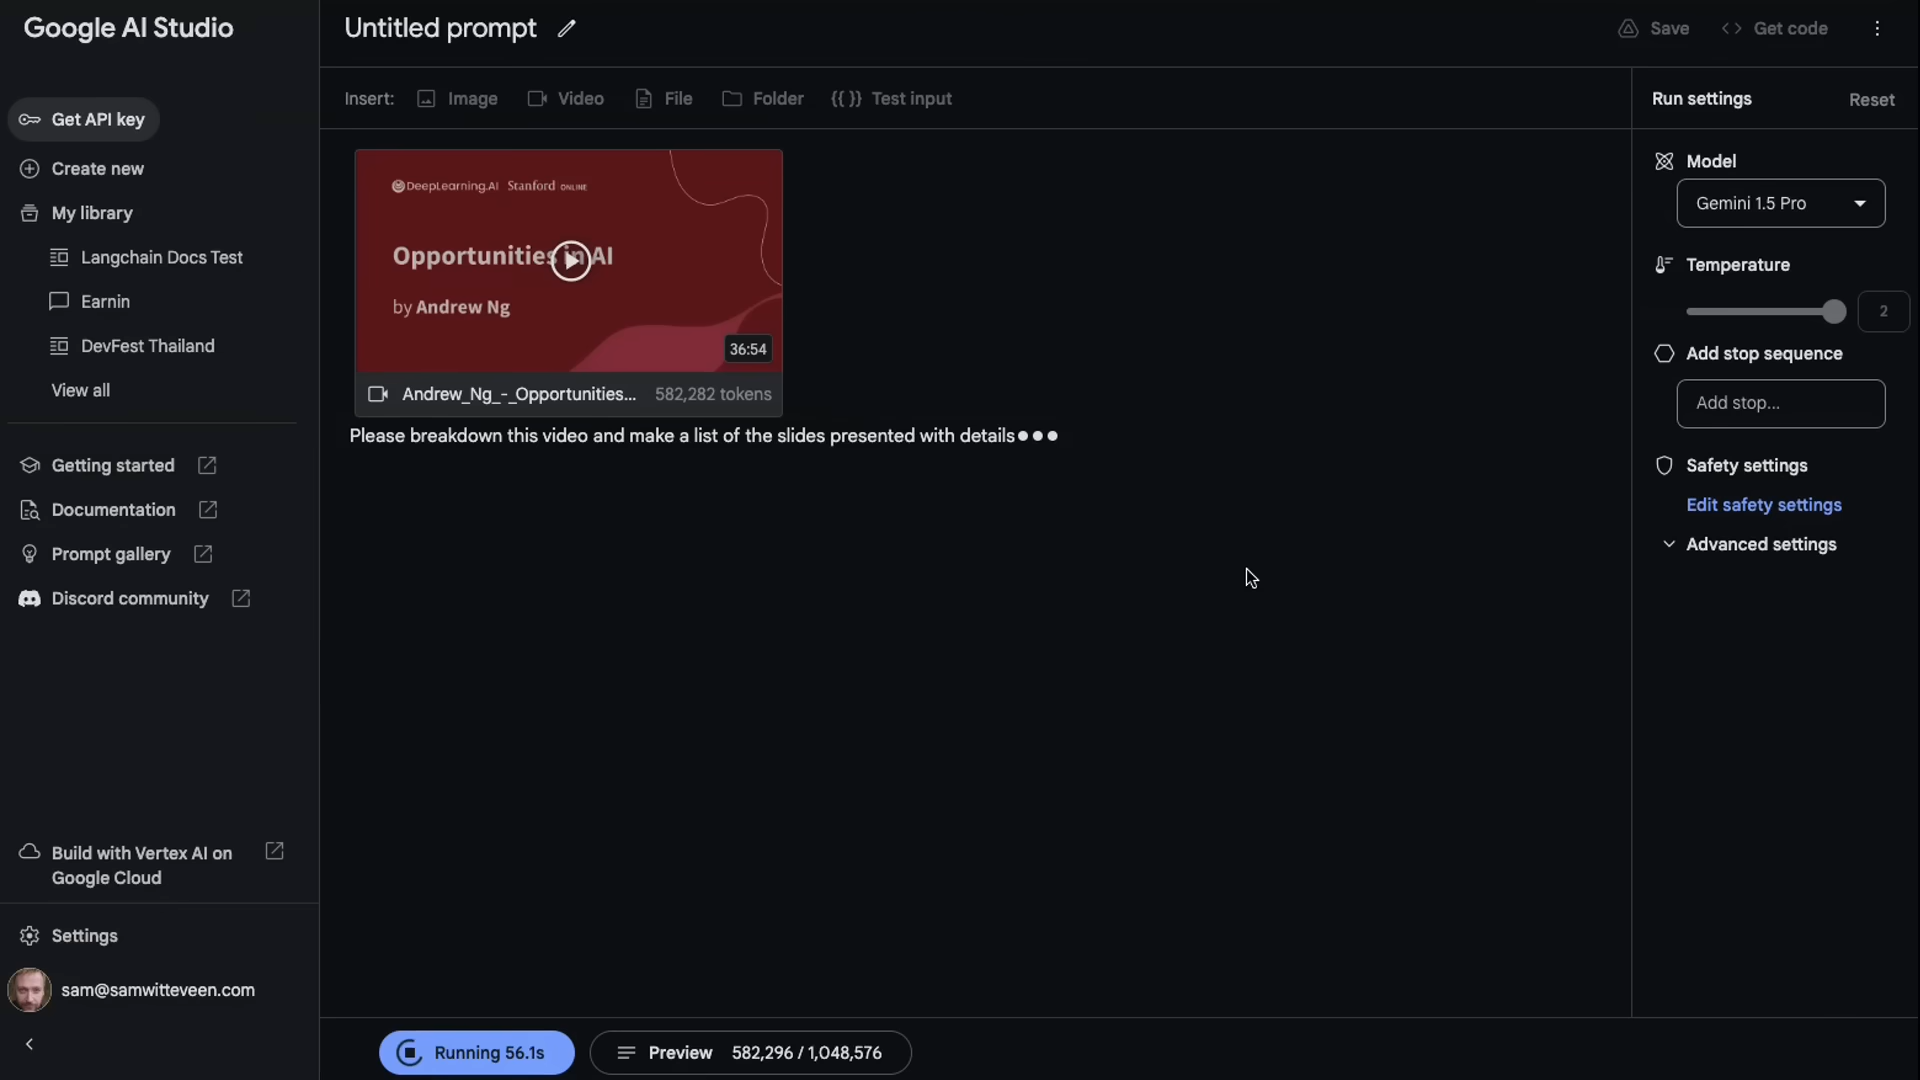 Google AI Studio
Get API key
Create new
My library
Langchain Docs Test
Earnin
DevFest Thailand
View all
Getting started
Documentation
Prompt gallery
Discord community
Build with Vertex AI on
Google Cloud
Settings
sam@samwitteveen.com
Untitled prompt
Save
Get code
Insert:
Image
Video
File
Folder
{{ }} Test input
DeepLearning.AI Stanford ONLINE
Opportunities in AI
by Andrew Ng
36:54
Andrew_Ng_-_Opportunities... 582,282 tokens
Please breakdown this video and make a list of the slides presented with details
Running 56.1s
Preview 582,296 / 1,048,576
Run settings
Reset
Model
Gemini 1.5 Pro
Temperature
2
Add stop sequence
Add stop...
Safety settings
Edit safety settings
Advanced settings